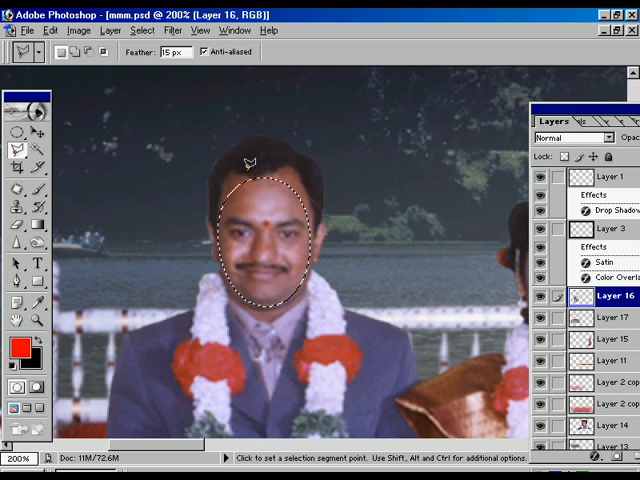 Adobe Photoshop - [mmm.psd @ 200% (Layer 16, RGB)]
File Edit Image Layer Select Filter View Window Help
Feather: 15 px Anti-aliased
Layers
Normal Opac
Lock:
Layer 1
Effects
Drop Shadow
Layer 3
Effects
Satin
Color Overla
Layer 16
Layer 17
Layer 15
Layer 11
Layer 2 cop
Layer 2 cop
Layer 14
Layer 13
T
200% Doc: 11M/72.6M Click to set a selection segment point. Use Shift, Alt and Ctrl for additional options.